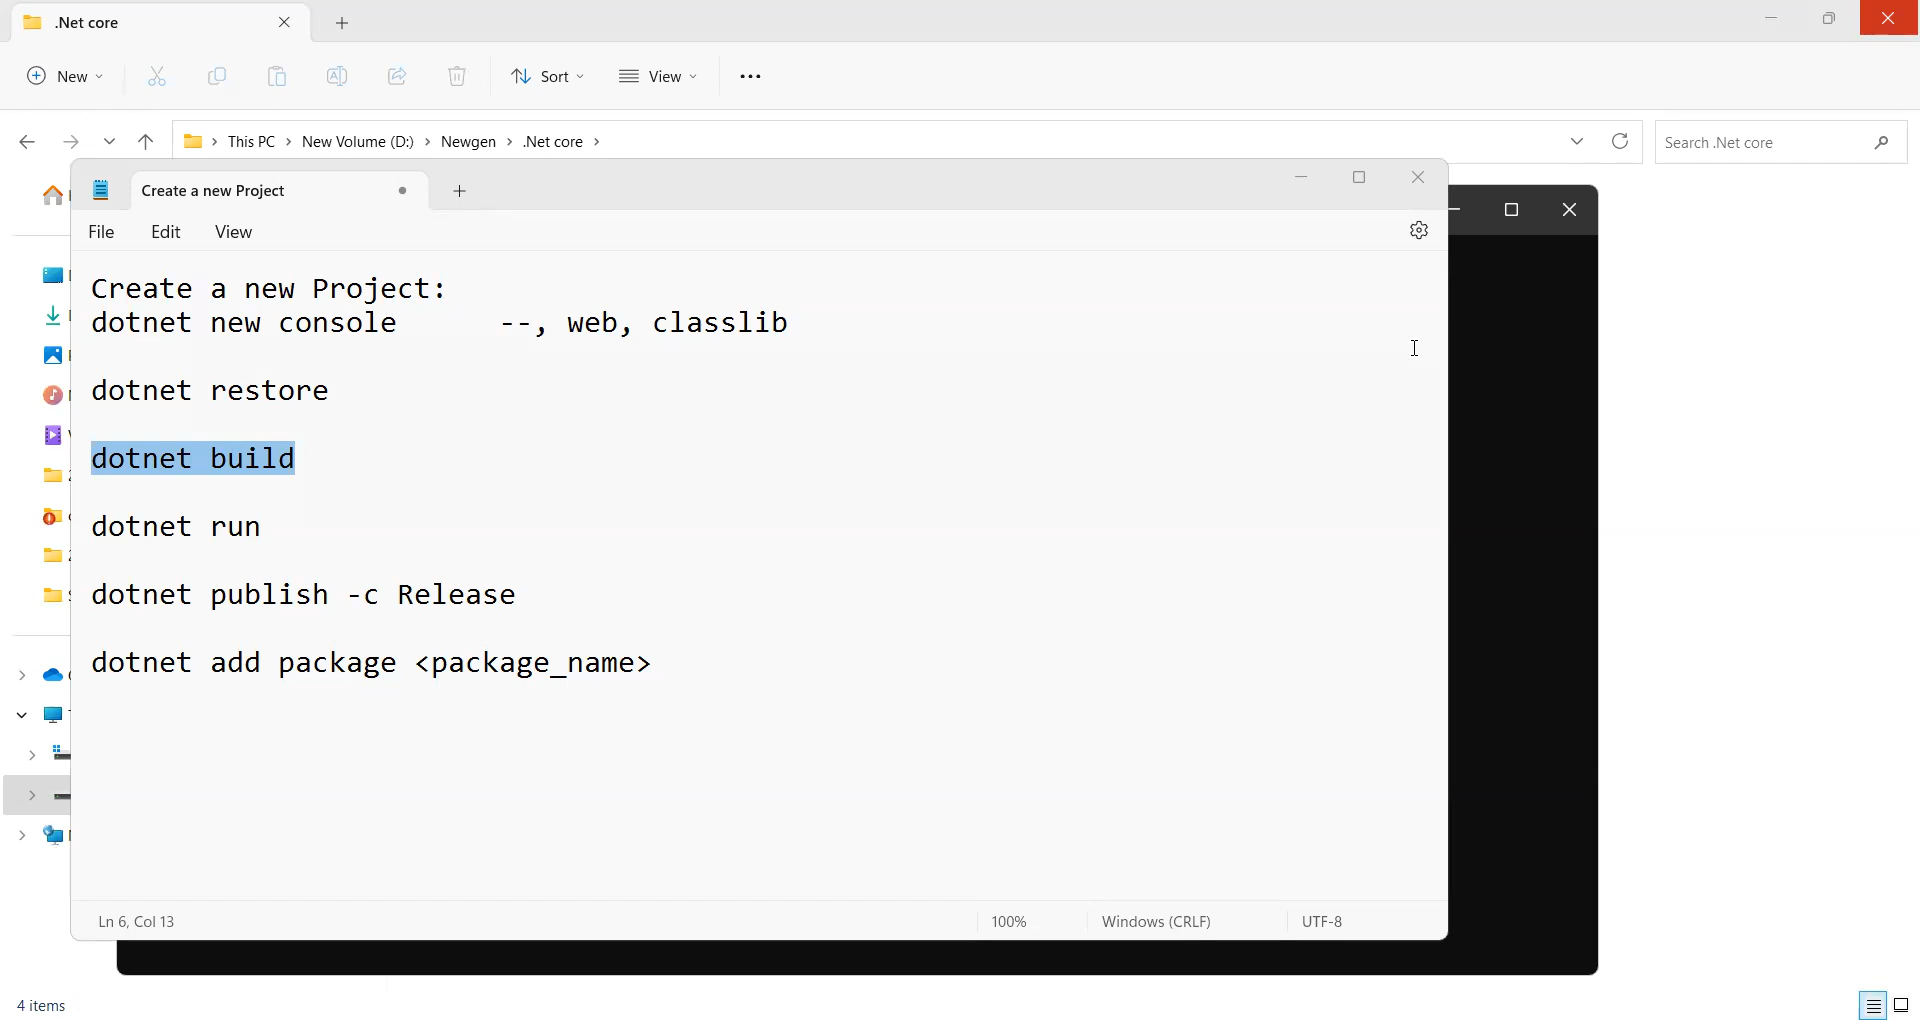 .Net core
New
Sort
View
This PC > New Volume (D:) > Newgen > .Net core >
Search .Net core
Create a new Project
File Edit View
Create a new Project:
dotnet new console --, web, classlib
dotnet restore
dotnet build
dotnet run
dotnet publish -c Release
dotnet add package <package_name>
Ln 6, Col 13
100%
Windows (CRLF)
UTF-8
4 items